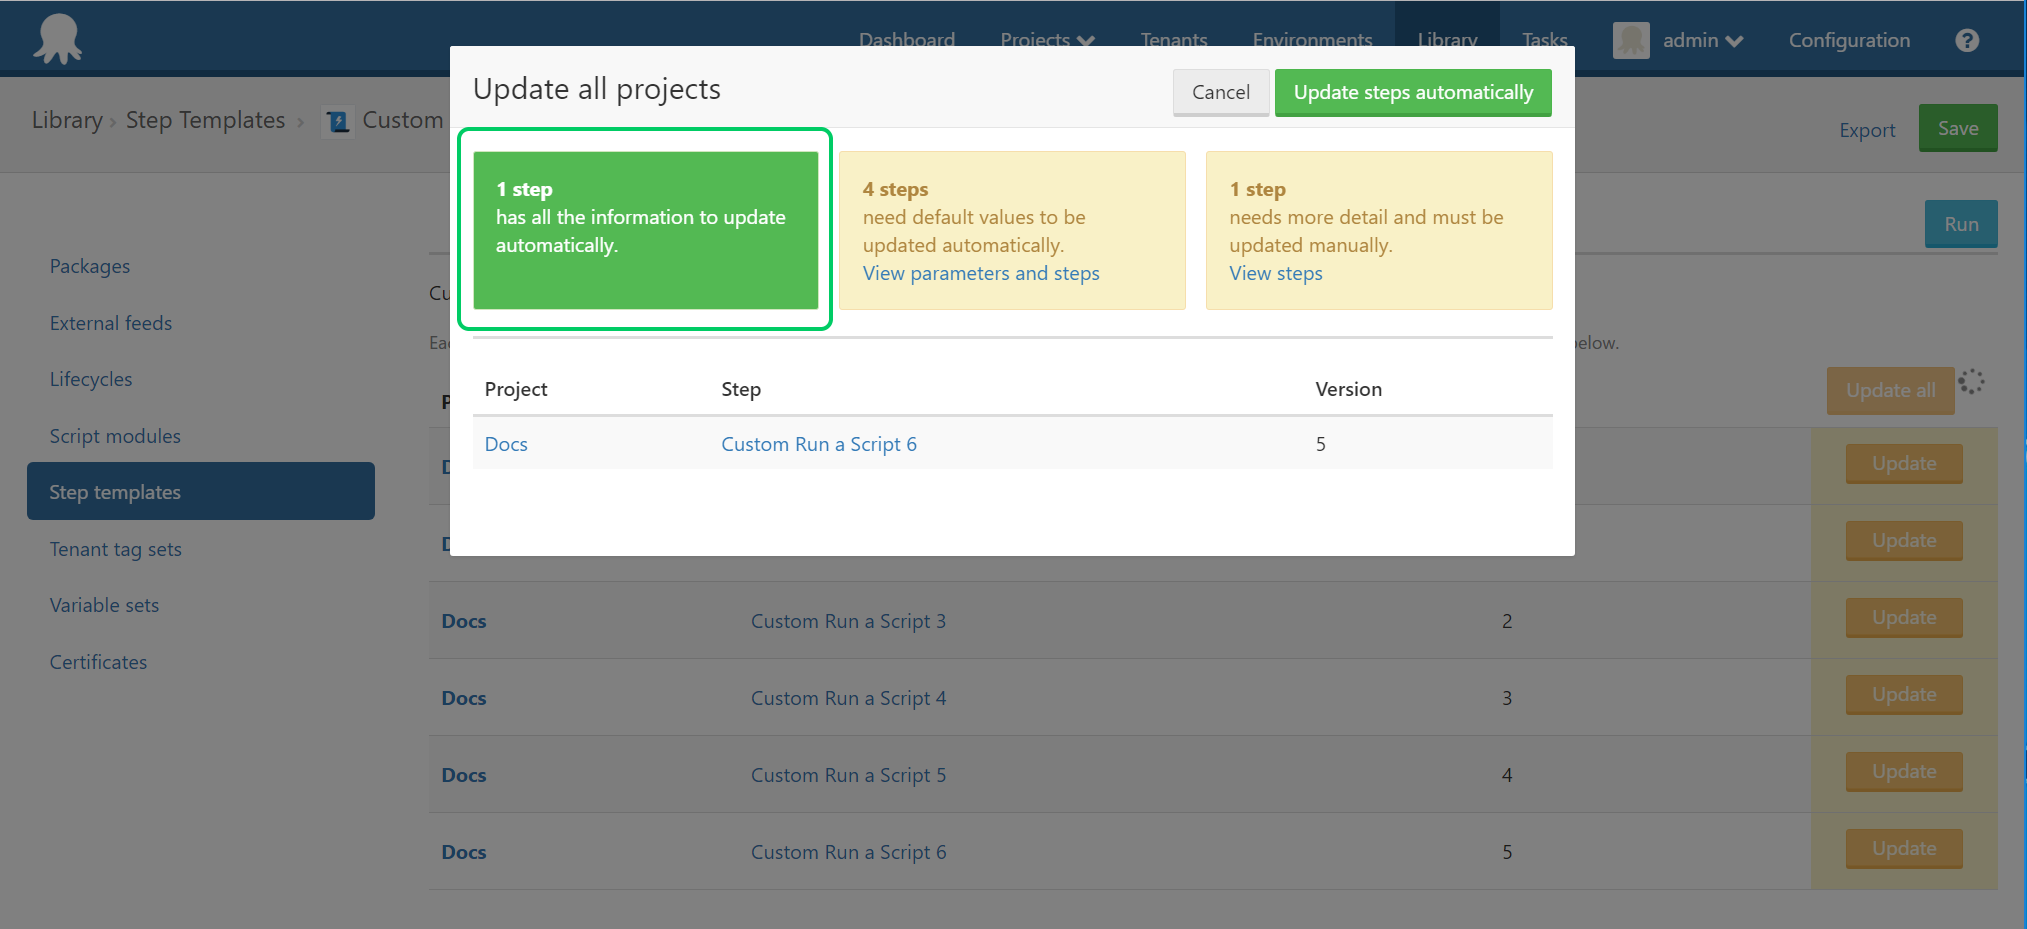 Dashboard Projects Tenants Environments Library Tasks admin Configuration ?
Library › Step Templates › Custom
Export Save
Update all projects
Cancel Update steps automatically
1 step
has all the information to update
automatically.
4 steps
need default values to be
updated automatically.
View parameters and steps
1 step
needs more detail and must be
updated manually.
View steps
Project Step Version
Docs Custom Run a Script 6 5
Run
below.
Packages
External feeds
Lifecycles
Script modules
Step templates
Tenant tag sets
Variable sets
Certificates
Update all
Update
Update
Docs Custom Run a Script 3 2 Update
Docs Custom Run a Script 4 3 Update
Docs Custom Run a Script 5 4 Update
Docs Custom Run a Script 6 5 Update